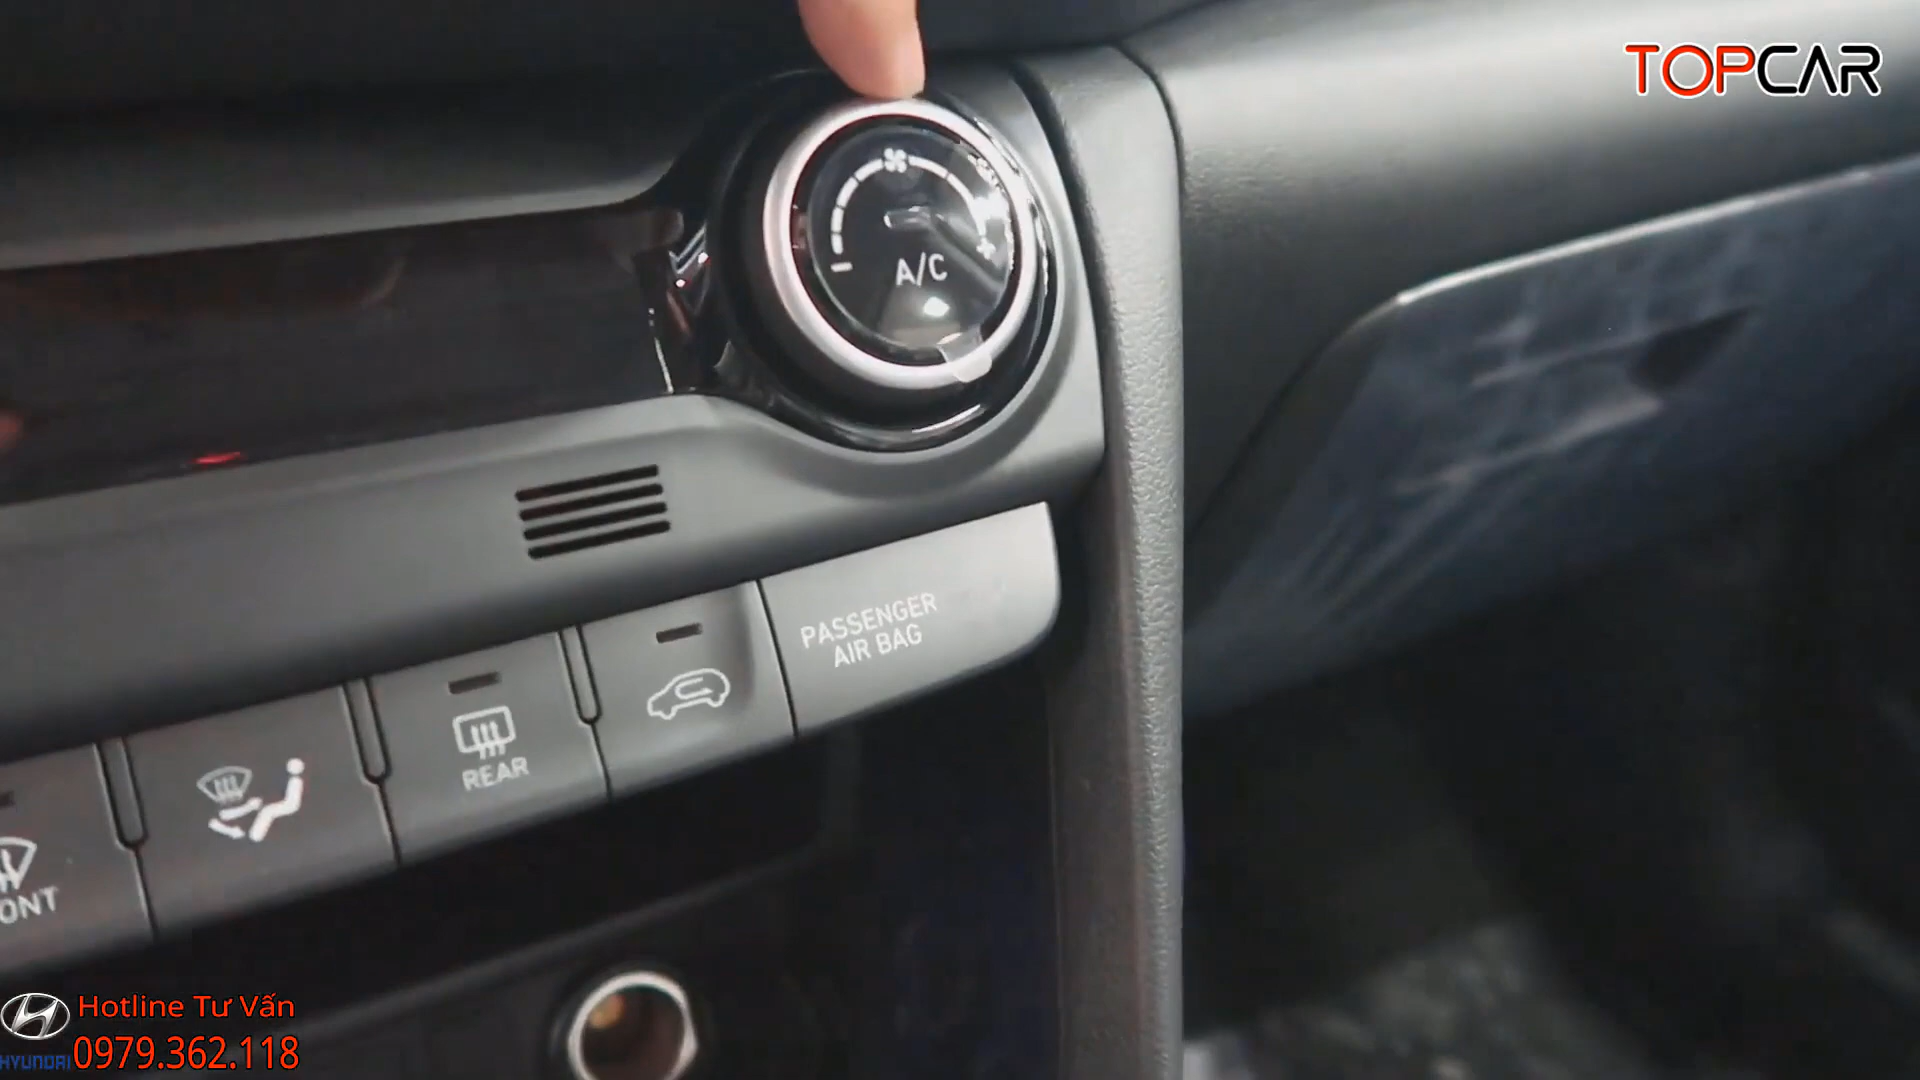 TOPCAR
A/C
PASSENGER
AIR BAG
REAR
ONT
Hotline Tư Vấn
HYUNDAI
0979.362.118